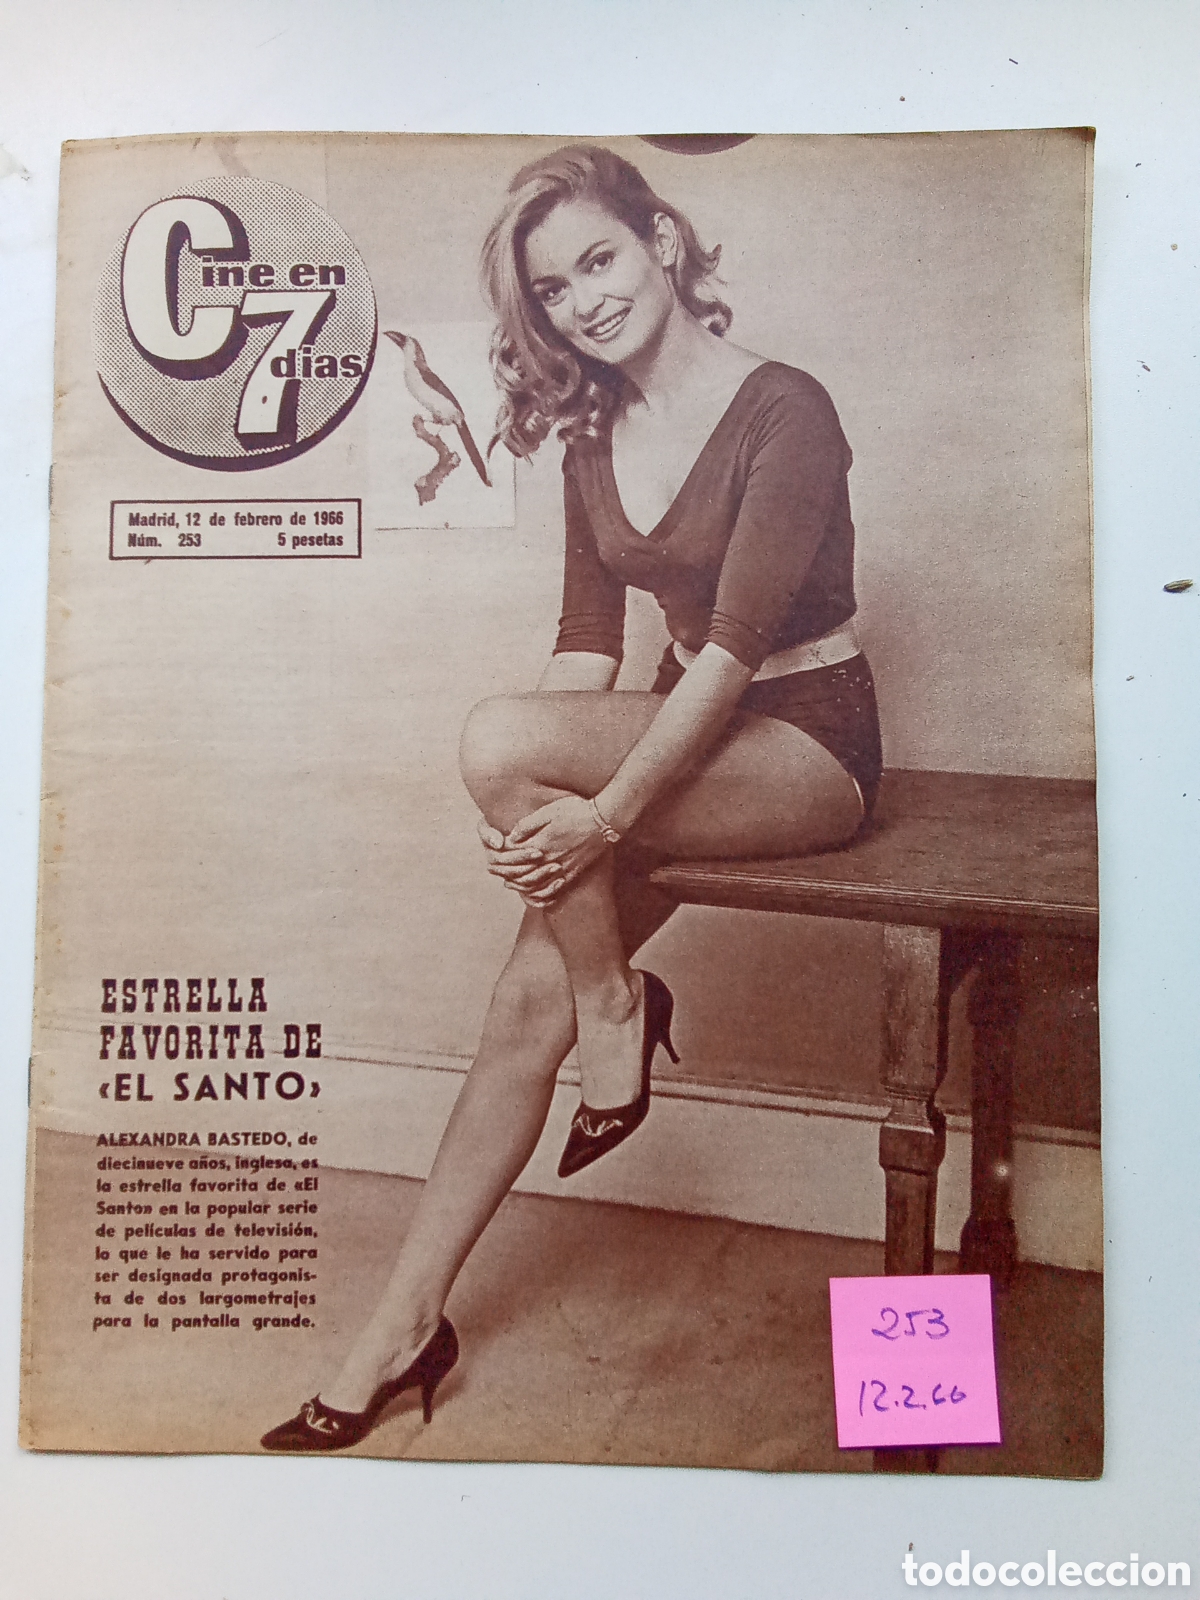 Cine en
7
dias
Madrid, 12 de febrero de 1966
Núm. 253 5 pesetas
ESTRELLA
FAVORITA DE
«EL SANTO»
ALEXANDRA BASTEDO, de
diecinueve años, inglesa, es
la estrella favorita de «El
Santo» en la popular serie
de películas de televisión,
lo que le ha servido para
ser designada protagonis-
ta de dos largometrajes
para la pantalla grande.
253
12.2.66
todocoleccion